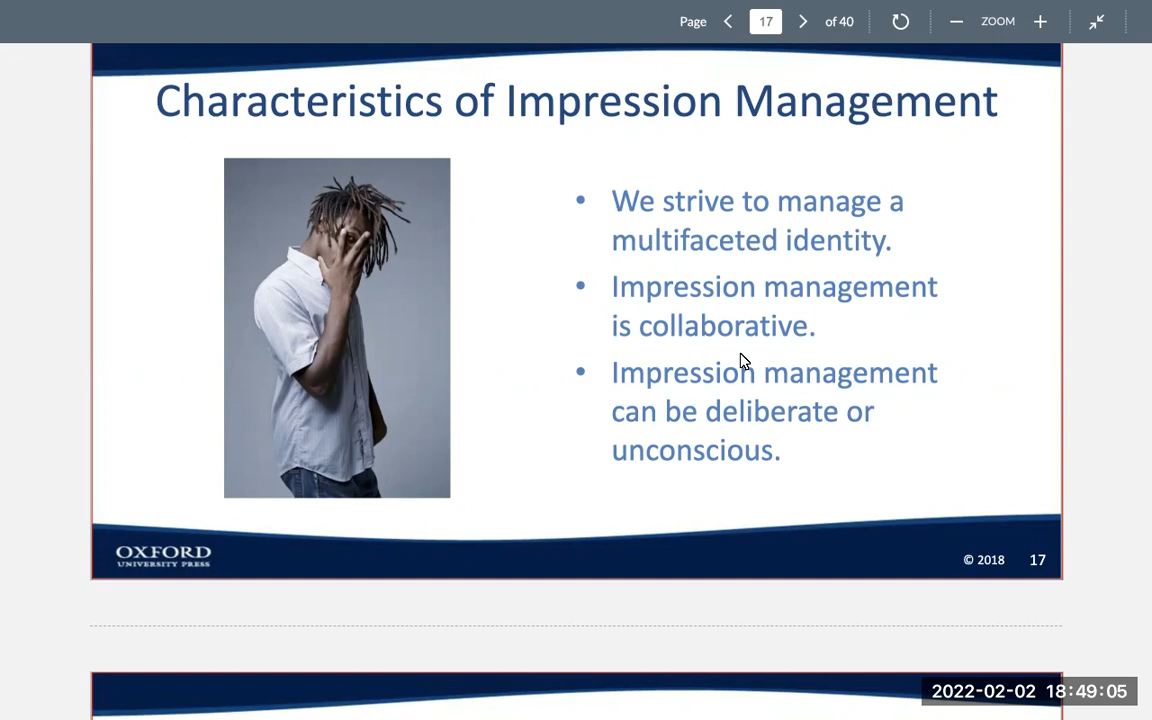 Page 17 of 40 ZOOM
Characteristics of Impression Management
• We strive to manage a
multifaceted identity.
• Impression management
is collaborative.
• Impression management
can be deliberate or
unconscious.
OXFORD
UNIVERSITY PRESS
© 2018 17
2022-02-02 18:49:05